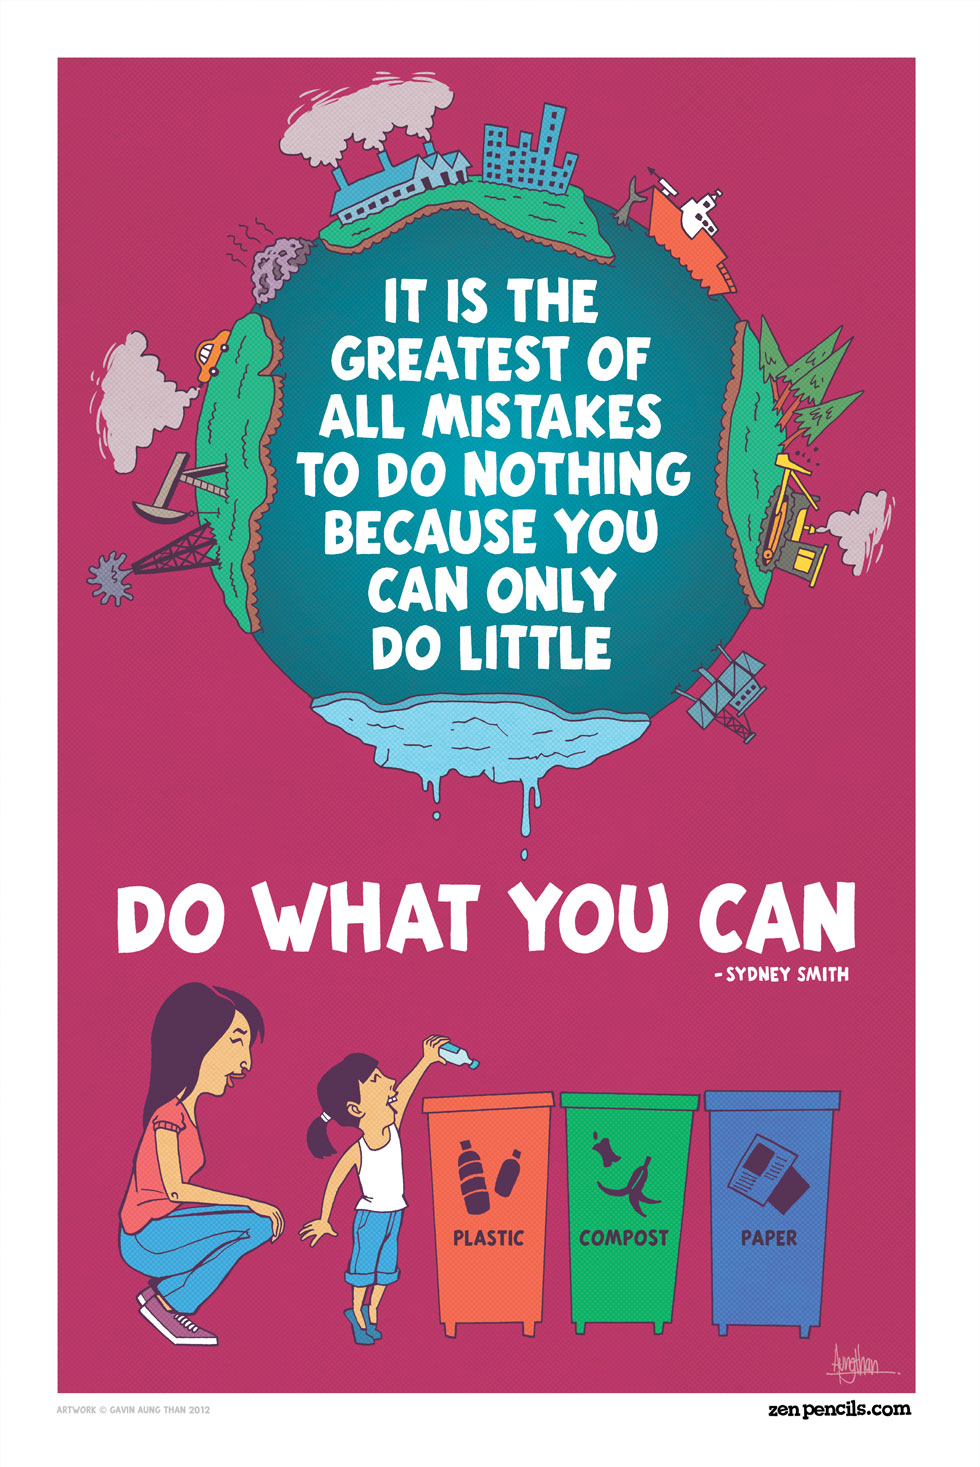 IT IS THE
GREATEST OF
ALL MISTAKES
TO DO NOTHING
BECAUSE YOU
CAN ONLY
DO LITTLE
DO WHAT YOU CAN
- SYDNEY SMITH
PLASTIC
COMPOST
PAPER
Aungthan
ARTWORK © GAVIN AUNG THAN 2012
zenpencils.com